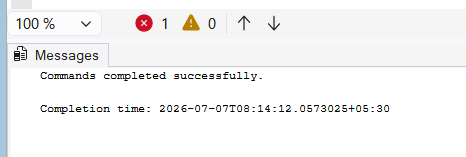 100 % 1 0
Messages
Commands completed successfully.
Completion time: 2026-07-07T08:14:12.0573025+05:30